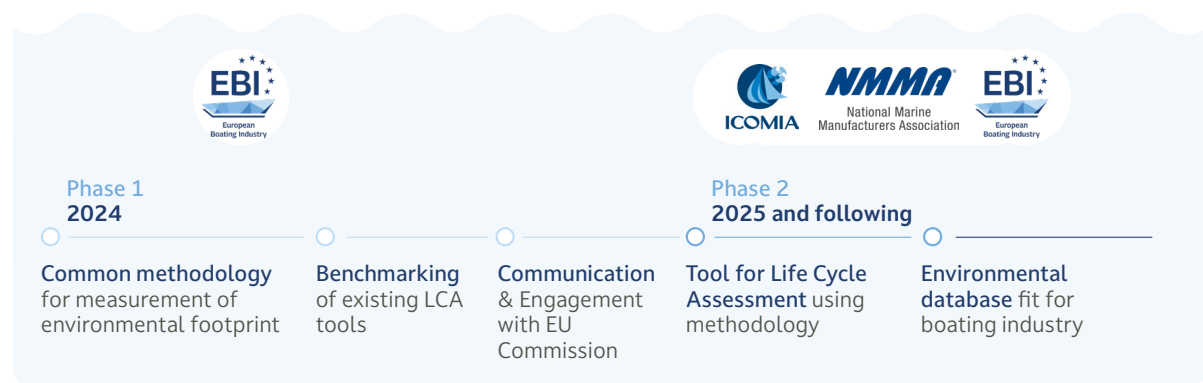 EBI
European
Boating Industry
ICOMIA
NMMA®
National Marine
Manufacturers Association
EBI
European
Boating Industry
Phase 1
2024
Phase 2
2025 and following
Common methodology
for measurement of
environmental footprint
Benchmarking
of existing LCA
tools
Communication
& Engagement
with EU
Commission
Tool for Life Cycle
Assessment using
methodology
Environmental
database fit for
boating industry